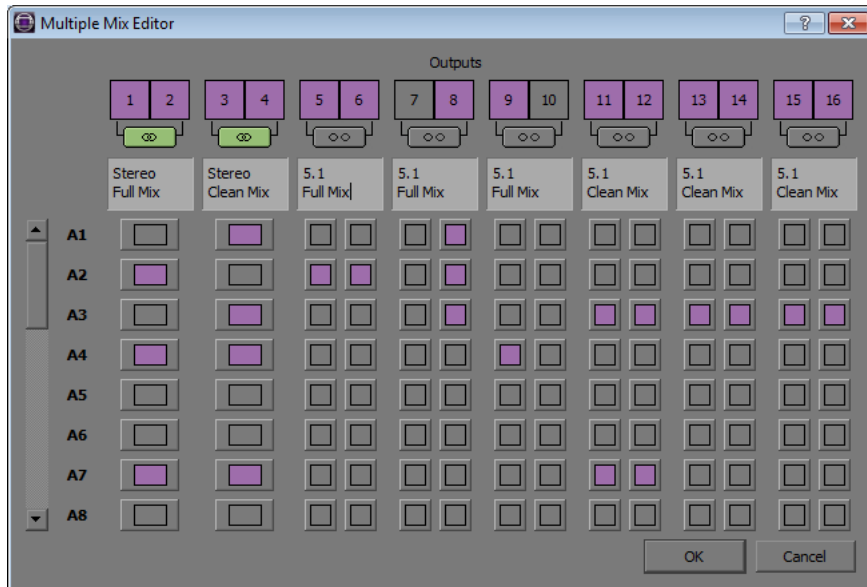 Multiple Mix Editor
?
Outputs
1 2 3 4 5 6 7 8 9 10 11 12 13 14 15 16
Stereo Stereo 5.1 5.1 5.1 5.1 5.1 5.1
Full Mix Clean Mix Full Mix Full Mix Full Mix Clean Mix Clean Mix Clean Mix
A1
A2
A3
A4
A5
A6
A7
A8
OK Cancel